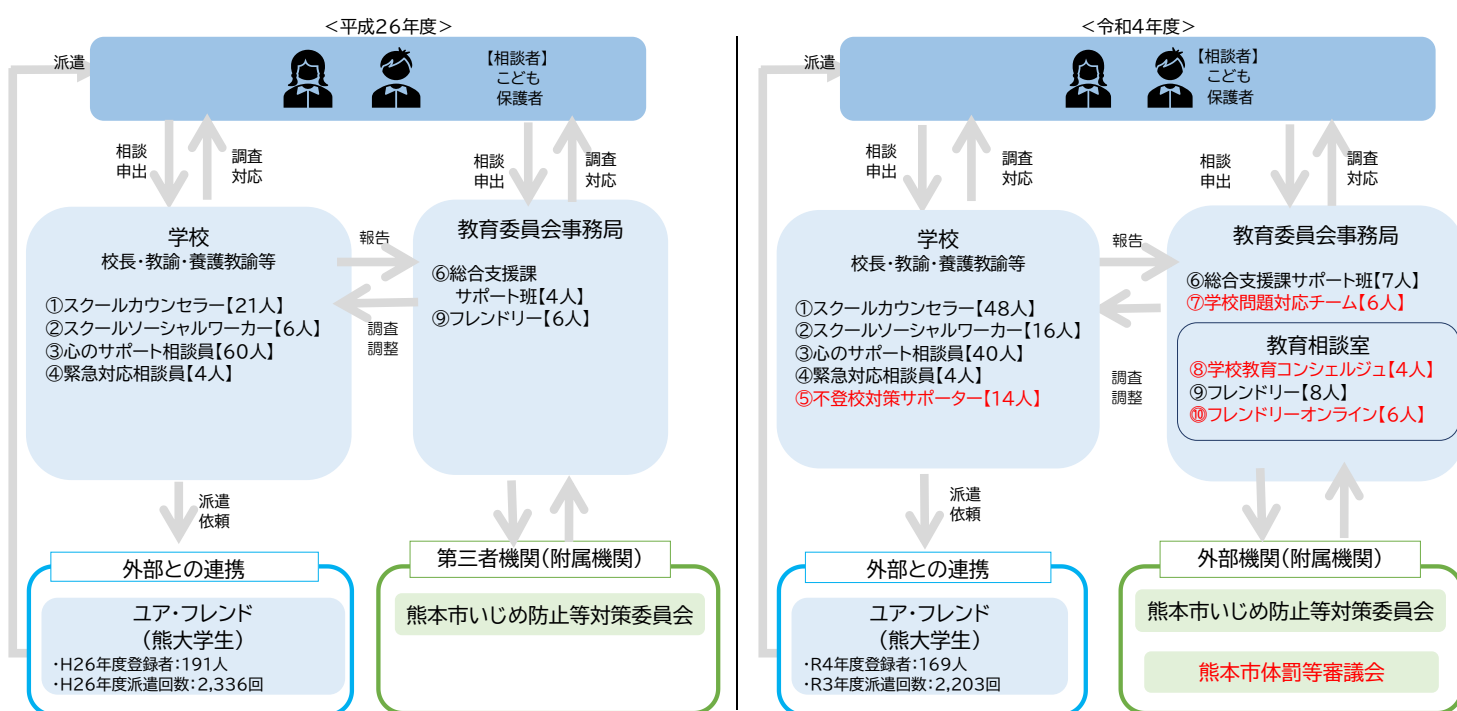 <平成26年度>
派遣
【相談者】
こども
保護者
相談
申出
調査
対応
相談
申出
調査
対応
学校
校長・教諭・養護教諭等
①スクールカウンセラー【21人】
②スクールソーシャルワーカー【6人】
③心のサポート相談員【60人】
④緊急対応相談員【4人】
報告
調査
調整
教育委員会事務局
⑥総合支援課
サポート班【4人】
⑨フレンドリー【6人】
派遣
依頼
外部との連携
ユア・フレンド
(熊大学生)
・H26年度登録者:191人
・H26年度派遣回数:2,336回
第三者機関(附属機関)
熊本市いじめ防止等対策委員会
<令和4年度>
派遣
【相談者】
こども
保護者
相談
申出
調査
対応
相談
申出
調査
対応
学校
校長・教諭・養護教諭等
①スクールカウンセラー【48人】
②スクールソーシャルワーカー【16人】
③心のサポート相談員【40人】
④緊急対応相談員【4人】
⑤不登校対策サポーター【14人】
報告
調査
調整
教育委員会事務局
⑥総合支援課サポート班【7人】
⑦学校問題対応チーム【6人】
教育相談室
⑧学校教育コンシェルジュ【4人】
⑨フレンドリー【8人】
⑩フレンドリーオンライン【6人】
派遣
依頼
外部との連携
ユア・フレンド
(熊大学生)
・R4年度登録者:169人
・R3年度派遣回数:2,203回
外部機関(附属機関)
熊本市いじめ防止等対策委員会
熊本市体罰等審議会